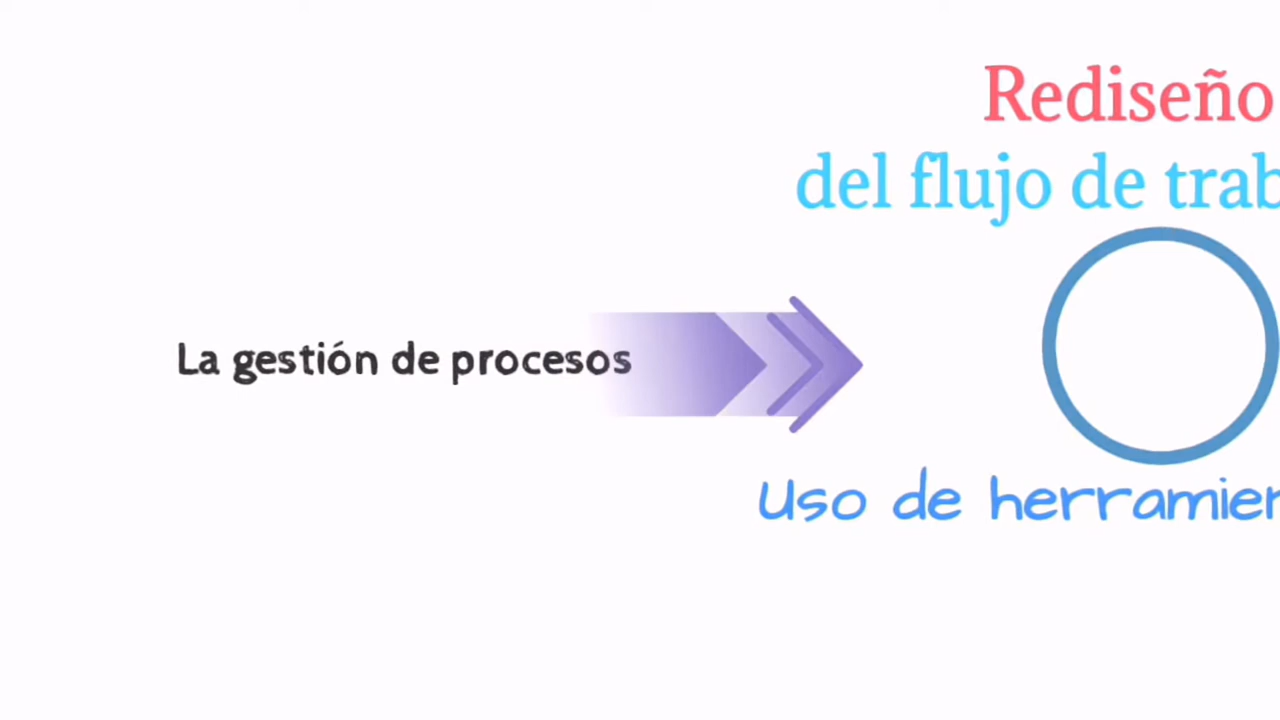 Rediseño
del flujo de trab
La gestión de procesos
Uso de herramien